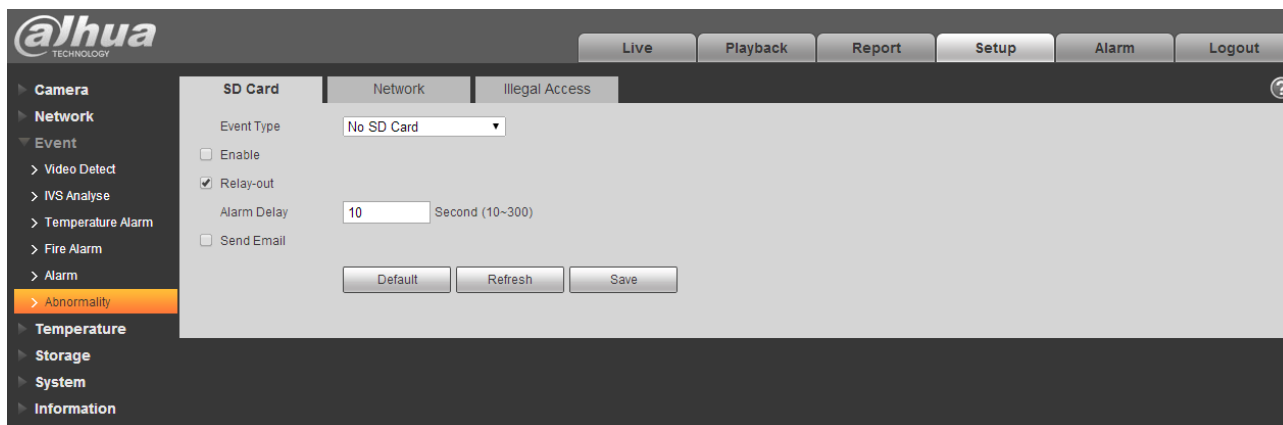 alhua
TECHNOLOGY
Live Playback Report Setup Alarm Logout
Camera
Network
Event
Video Detect
IVS Analyse
Temperature Alarm
Fire Alarm
Alarm
Abnormality
Temperature
Storage
System
Information
SD Card Network Illegal Access
?
Event Type No SD Card
Enable
Relay-out
Alarm Delay 10 Second (10~300)
Send Email
Default Refresh Save